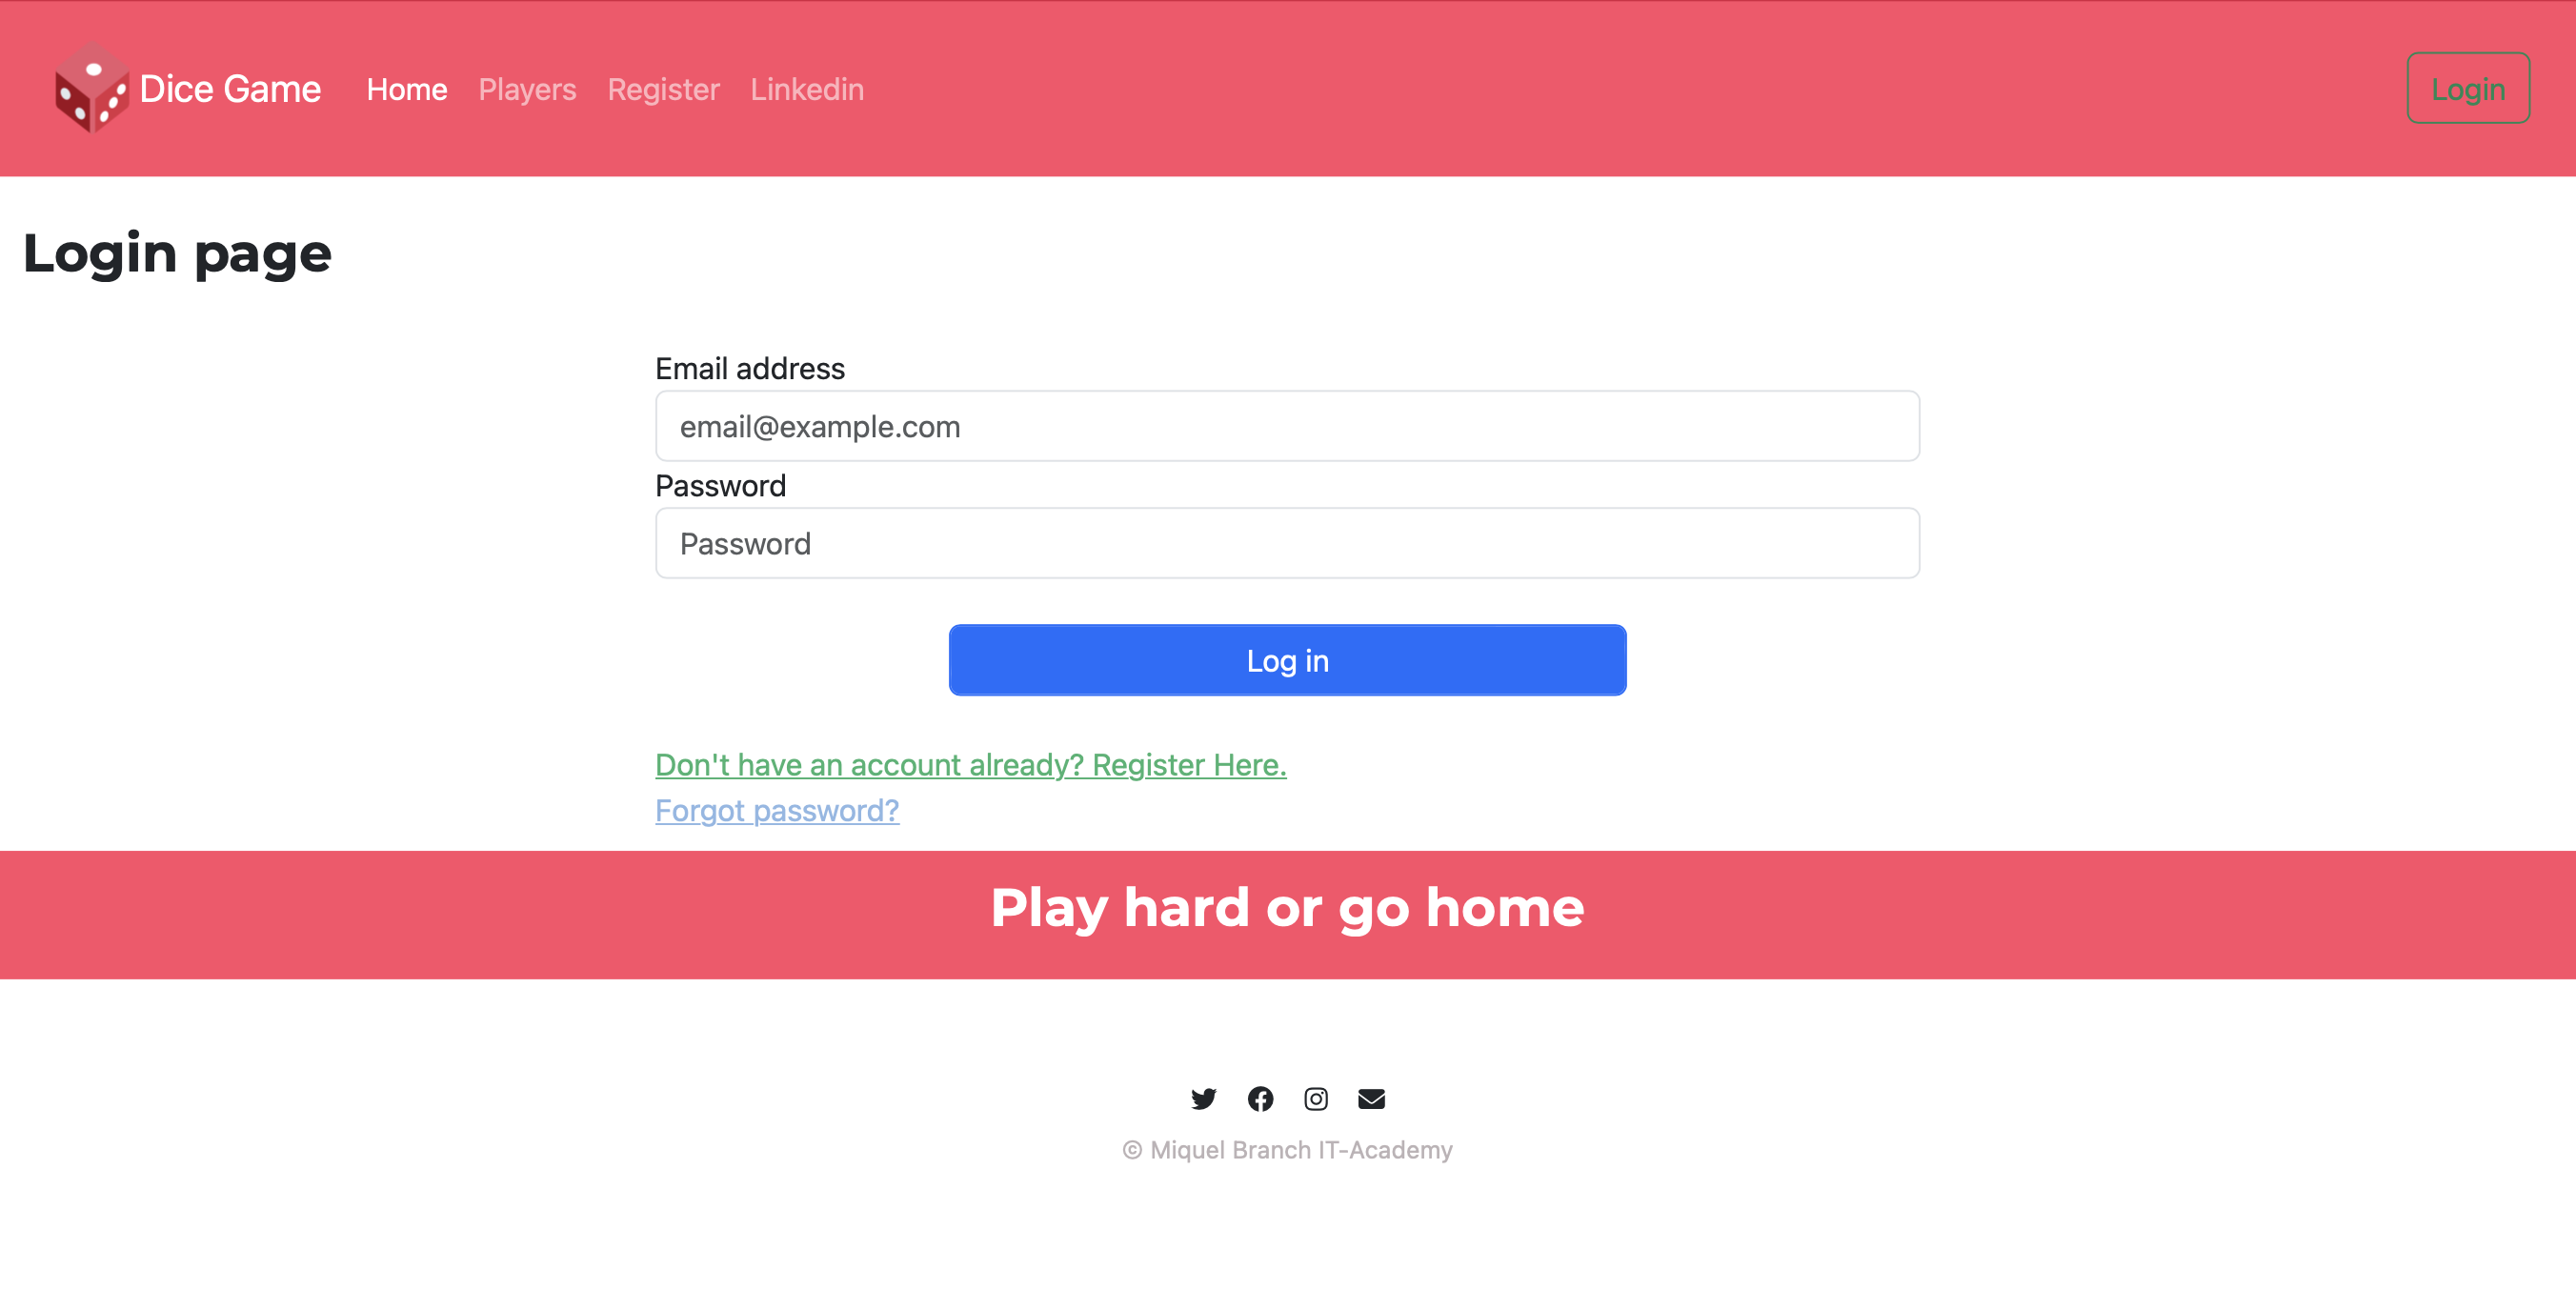 Dice Game Home Players Register Linkedin Login
Login page
Email address
email@example.com
Password
Password
Log in
Don't have an account already? Register Here.
Forgot password?
Play hard or go home
© Miquel Branch IT-Academy